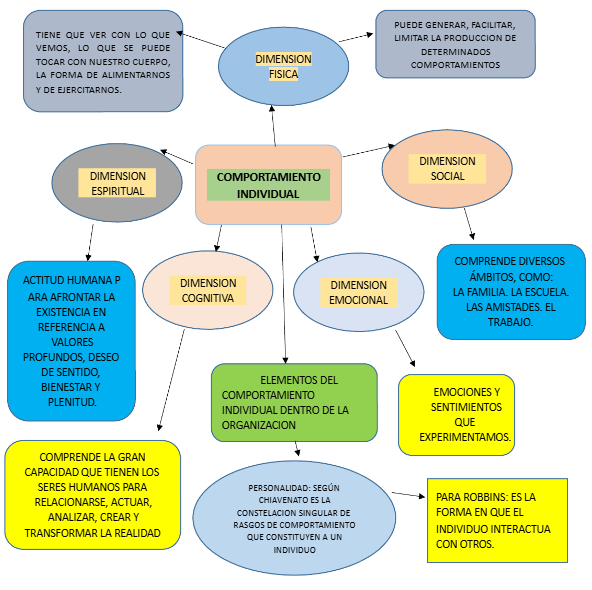 TIENE QUE VER CON LO QUE
VEMOS, LO QUE SE PUEDE
TOCAR CON NUESTRO CUERPO,
LA FORMA DE ALIMENTARNOS
Y DE EJERCITARNOS.
DIMENSION
FISICA
PUEDE GENERAR, FACILITAR,
LIMITAR LA PRODUCCION DE
DETERMINADOS
COMPORTAMIENTOS
DIMENSION
ESPIRITUAL
COMPORTAMIENTO
INDIVIDUAL
DIMENSION
SOCIAL
ACTITUD HUMANA P
ARA AFRONTAR LA
EXISTENCIA EN
REFERENCIA A
VALORES
PROFUNDOS, DESEO
DE SENTIDO,
BIENESTAR Y
PLENITUD.
DIMENSION
COGNITIVA
DIMENSION
EMOCIONAL
COMPRENDE DIVERSOS
ÁMBITOS, COMO:
LA FAMILIA. LA ESCUELA.
LAS AMISTADES. EL
TRABAJO.
ELEMENTOS DEL
COMPORTAMIENTO
INDIVIDUAL DENTRO DE LA
ORGANIZACION
EMOCIONES Y
SENTIMIENTOS
QUE
EXPERIMENTAMOS.
COMPRENDE LA GRAN
CAPACIDAD QUE TIENEN LOS
SERES HUMANOS PARA
RELACIONARSE, ACTUAR,
ANALIZAR, CREAR Y
TRANSFORMAR LA REALIDAD
PERSONALIDAD: SEGÚN
CHIAVENATO ES LA
CONSTELACION SINGULAR DE
RASGOS DE COMPORTAMIENTO
QUE CONSTITUYEN A UN
INDIVIDUO
PARA ROBBINS: ES LA
FORMA EN QUE EL
INDIVIDUO INTERACTUA
CON OTROS.